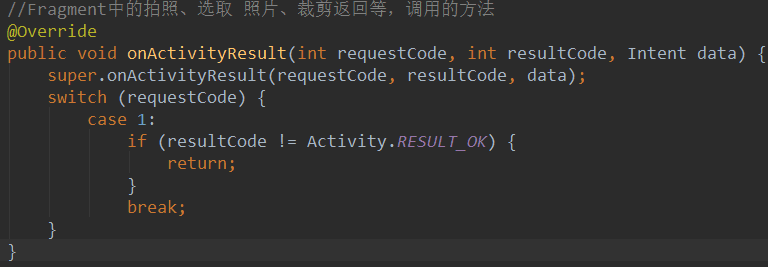 //Fragment中的拍照、选取 照片、裁剪返回等，调用的方法
@Override
public void onActivityResult(int requestCode, int resultCode, Intent data) {
    super.onActivityResult(requestCode, resultCode, data);
    switch (requestCode) {
        case 1:
            if (resultCode != Activity.RESULT_OK) {
                return;
            }
            break;
    }
}